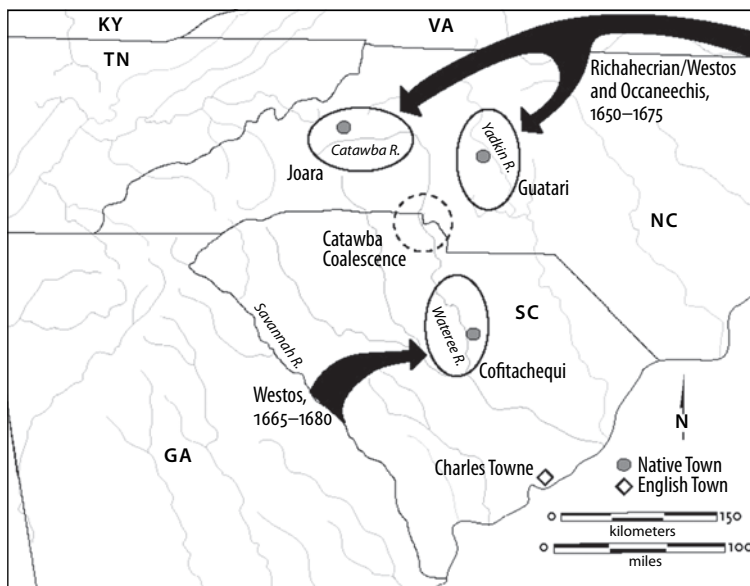 KY
VA
TN
Richahecrian/Westos
and Occaneechis,
1650–1675
Catawba R.
Joara
Yadkin R.
Guatari
NC
Catawba
Coalescence
Savannah R.
SC
Wateree R.
Cofitachequi
Westos,
1665–1680
GA
N
Charles Towne
Native Town
English Town
0 150
kilometers
0 100
miles